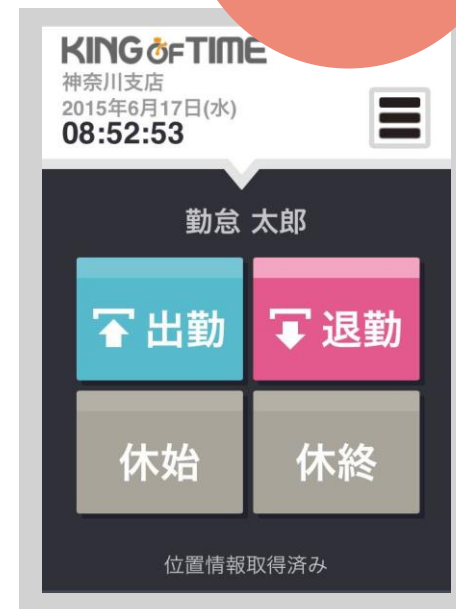 KING OF TIME
神奈川支店
2015年6月17日(水)
08:52:53
勤怠 太郎
出勤
退勤
休始
休終
位置情報取得済み